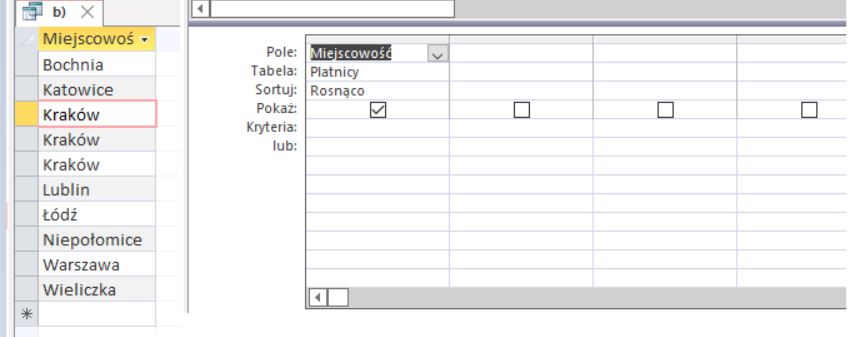 b)
Miejscowoś
Bochnia
Katowice
Kraków
Kraków
Kraków
Lublin
Łódź
Niepołomice
Warszawa
Wieliczka
Pole: Miejscowość
Tabela: Platnicy
Sortuj: Rosnąco
Pokaż:
Kryteria:
lub: